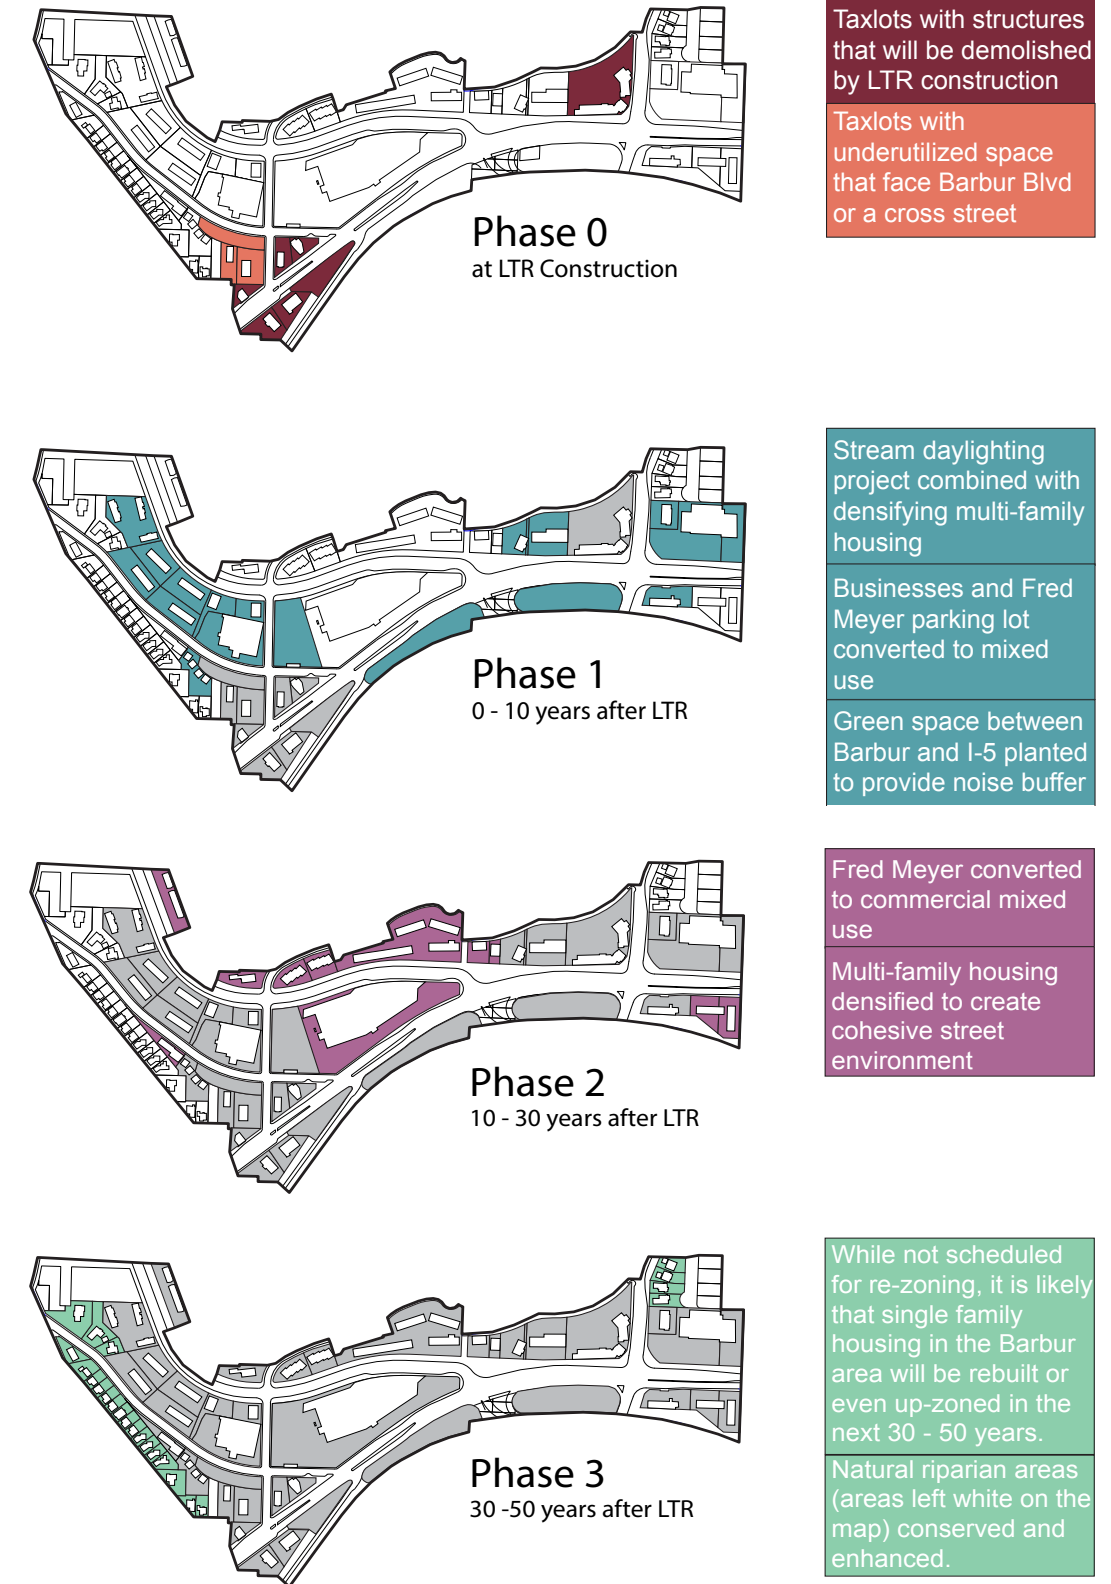 Taxlots with structures
that will be demolished
by LTR construction
Taxlots with
underutilized space
that face Barbur Blvd
or a cross street
Phase 0
at LTR Construction
Stream daylighting
project combined with
densifying multi-family
housing
Businesses and Fred
Meyer parking lot
converted to mixed
use
Green space between
Barbur and I-5 planted
to provide noise buffer
Phase 1
0 - 10 years after LTR
Fred Meyer converted
to commercial mixed
use
Multi-family housing
densified to create
cohesive street
environment
Phase 2
10 - 30 years after LTR
While not scheduled
for re-zoning, it is likely
that single family
housing in the Barbur
area will be rebuilt or
even up-zoned in the
next 30 - 50 years.
Natural riparian areas
(areas left white on the
map) conserved and
enhanced.
Phase 3
30 -50 years after LTR